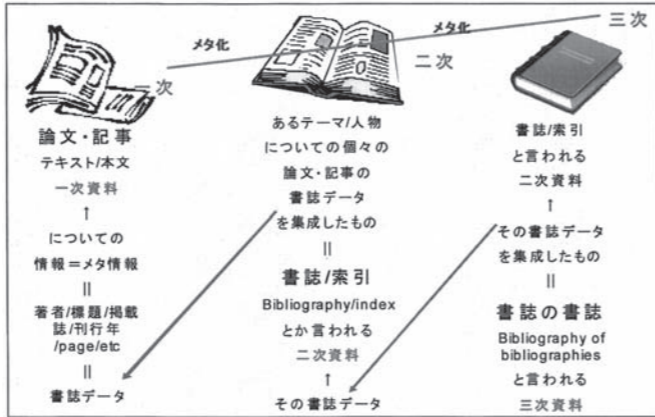 メタ化
メタ化
三次
一次
二次
論文・記事
テキスト/本文
一次資料
↑
についての
情報=メタ情報
||
著者/標題/掲載
誌/刊行年
/page/etc
||
書誌データ
あるテーマ/人物
についての個々の
論文・記事の
書誌データ
を集成したもの
||
書誌/索引
Bibliography/index
とか言われる
二次資料
↑
その書誌データ
書誌/索引
と言われる
二次資料
↑
その書誌データ
を集成したもの
||
書誌の書誌
Bibliography of
bibliographies
と言われる
三次資料